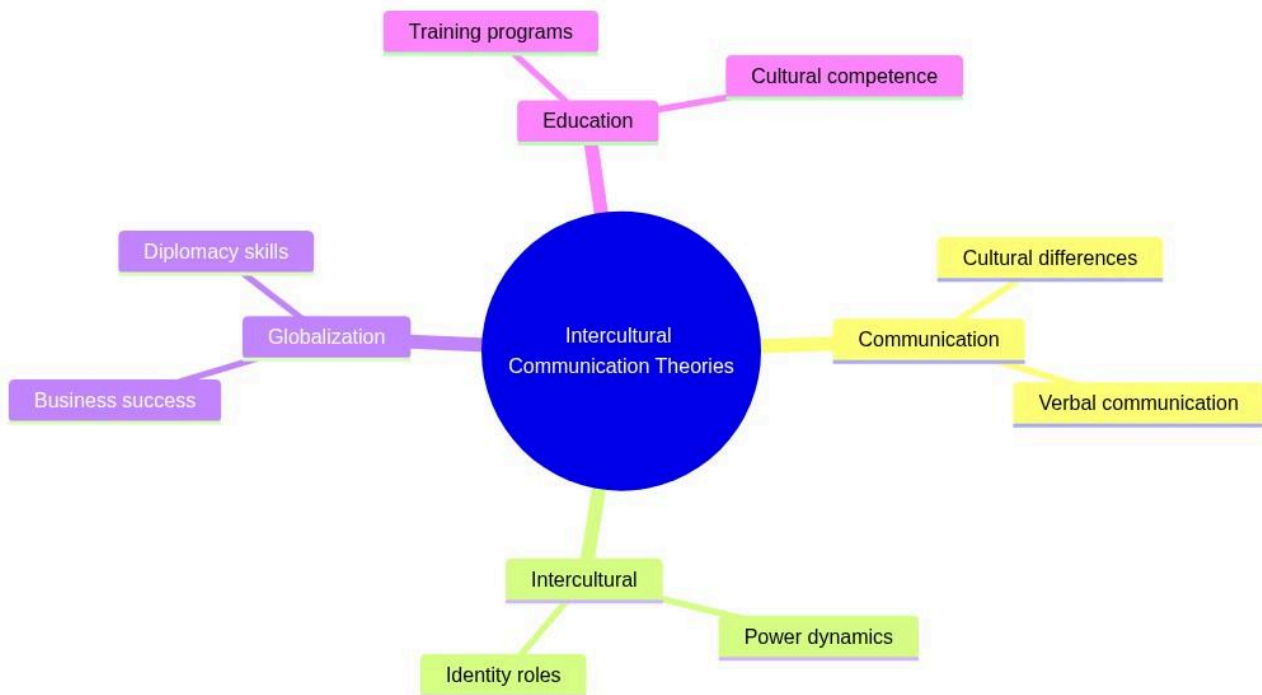 Training programs
Cultural competence
Education
Diplomacy skills
Cultural differences
Globalization
Intercultural
Communication Theories
Communication
Business success
Verbal communication
Intercultural
Power dynamics
Identity roles